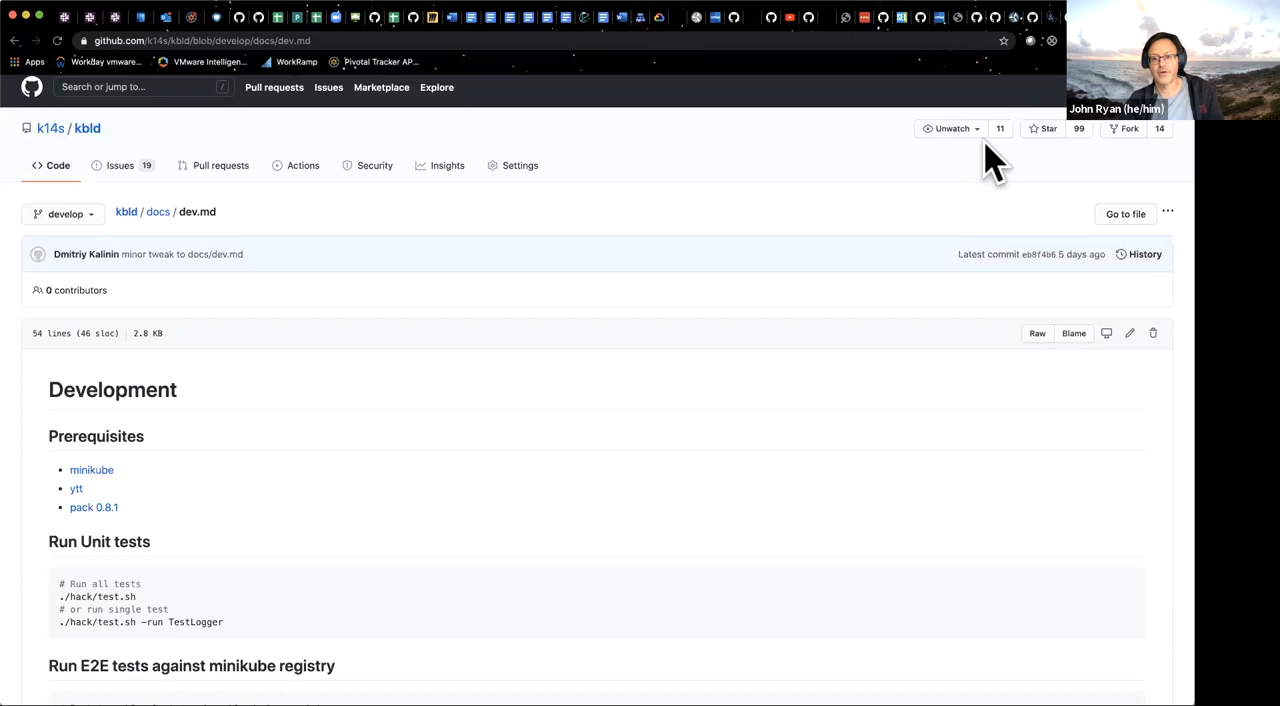 github.com/k14s/kbld/blob/develop/docs/dev.md
Apps
Workday vmware...
VMware Intelligen...
WorkRamp
Pivotal Tracker AP...
John Ryan (he/him)
Search or jump to...
/
Pull requests
Issues
Marketplace
Explore
k14s / kbld
Unwatch
11
Star
99
Fork
14
Code
Issues 19
Pull requests
Actions
Security
Insights
Settings
develop
kbld / docs / dev.md
Go to file
Dmitriy Kalinin minor tweak to docs/dev.md
Latest commit eb8f4b6 5 days ago
History
0 contributors
54 lines (46 sloc)
2.8 KB
Raw
Blame
Development
Prerequisites
minikube
ytt
pack 0.8.1
Run Unit tests
# Run all tests
./hack/test.sh
# or run single test
./hack/test.sh -run TestLogger
Run E2E tests against minikube registry